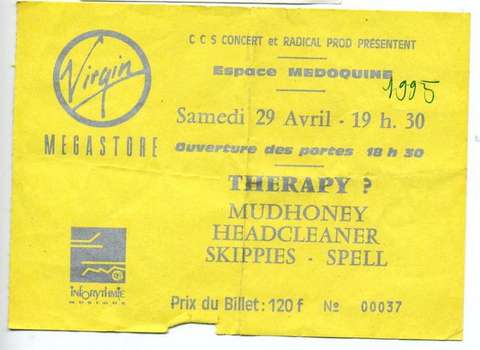 C C S CONCERT et RADICAL PROD PRÉSENTENT
Virgin
MEGASTORE
Espace MEDOQUINE
1995
Samedi 29 Avril - 19 h. 30
Ouverture des portes 18 h 30
THERAPY ?
MUDHONEY
HEADCLEANER
SKIPPIES - SPELL
INFORYTHMIE
MUSIQUE
Prix du Billet : 120 f № 00037